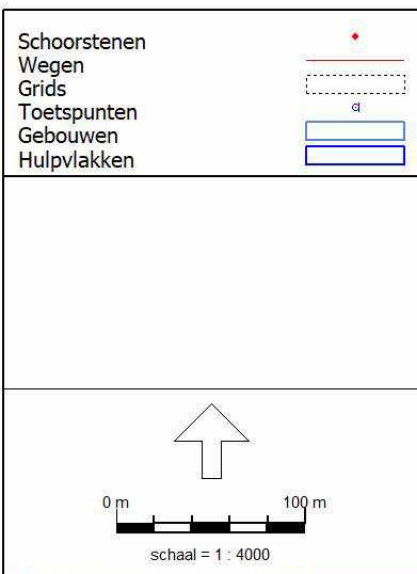 Schoorstenen
Wegen
Grids
Toetspunten
Gebouwen
Hulpvlakken
0 m 100 m
schaal = 1 : 4000